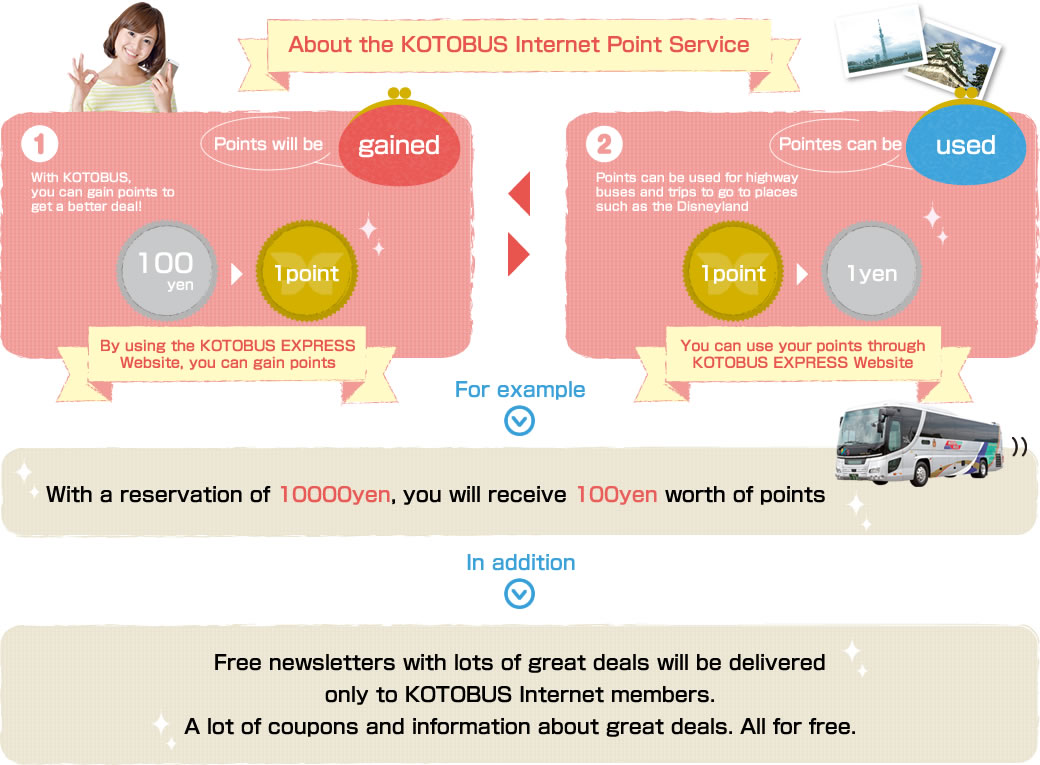 About the KOTOBUS Internet Point Service
1
Points will be
gained
With KOTOBUS,
you can gain points to
get a better deal!
100
yen
1point
By using the KOTOBUS EXPRESS
Website, you can gain points
2
Pointes can be
used
Points can be used for highway
buses and trips to go to places
such as the Disneyland
1point
1yen
You can use your points through
KOTOBUS EXPRESS Website
For example
With a reservation of 10000yen, you will receive 100yen worth of points
In addition
Free newsletters with lots of great deals will be delivered
only to KOTOBUS Internet members.
A lot of coupons and information about great deals. All for free.